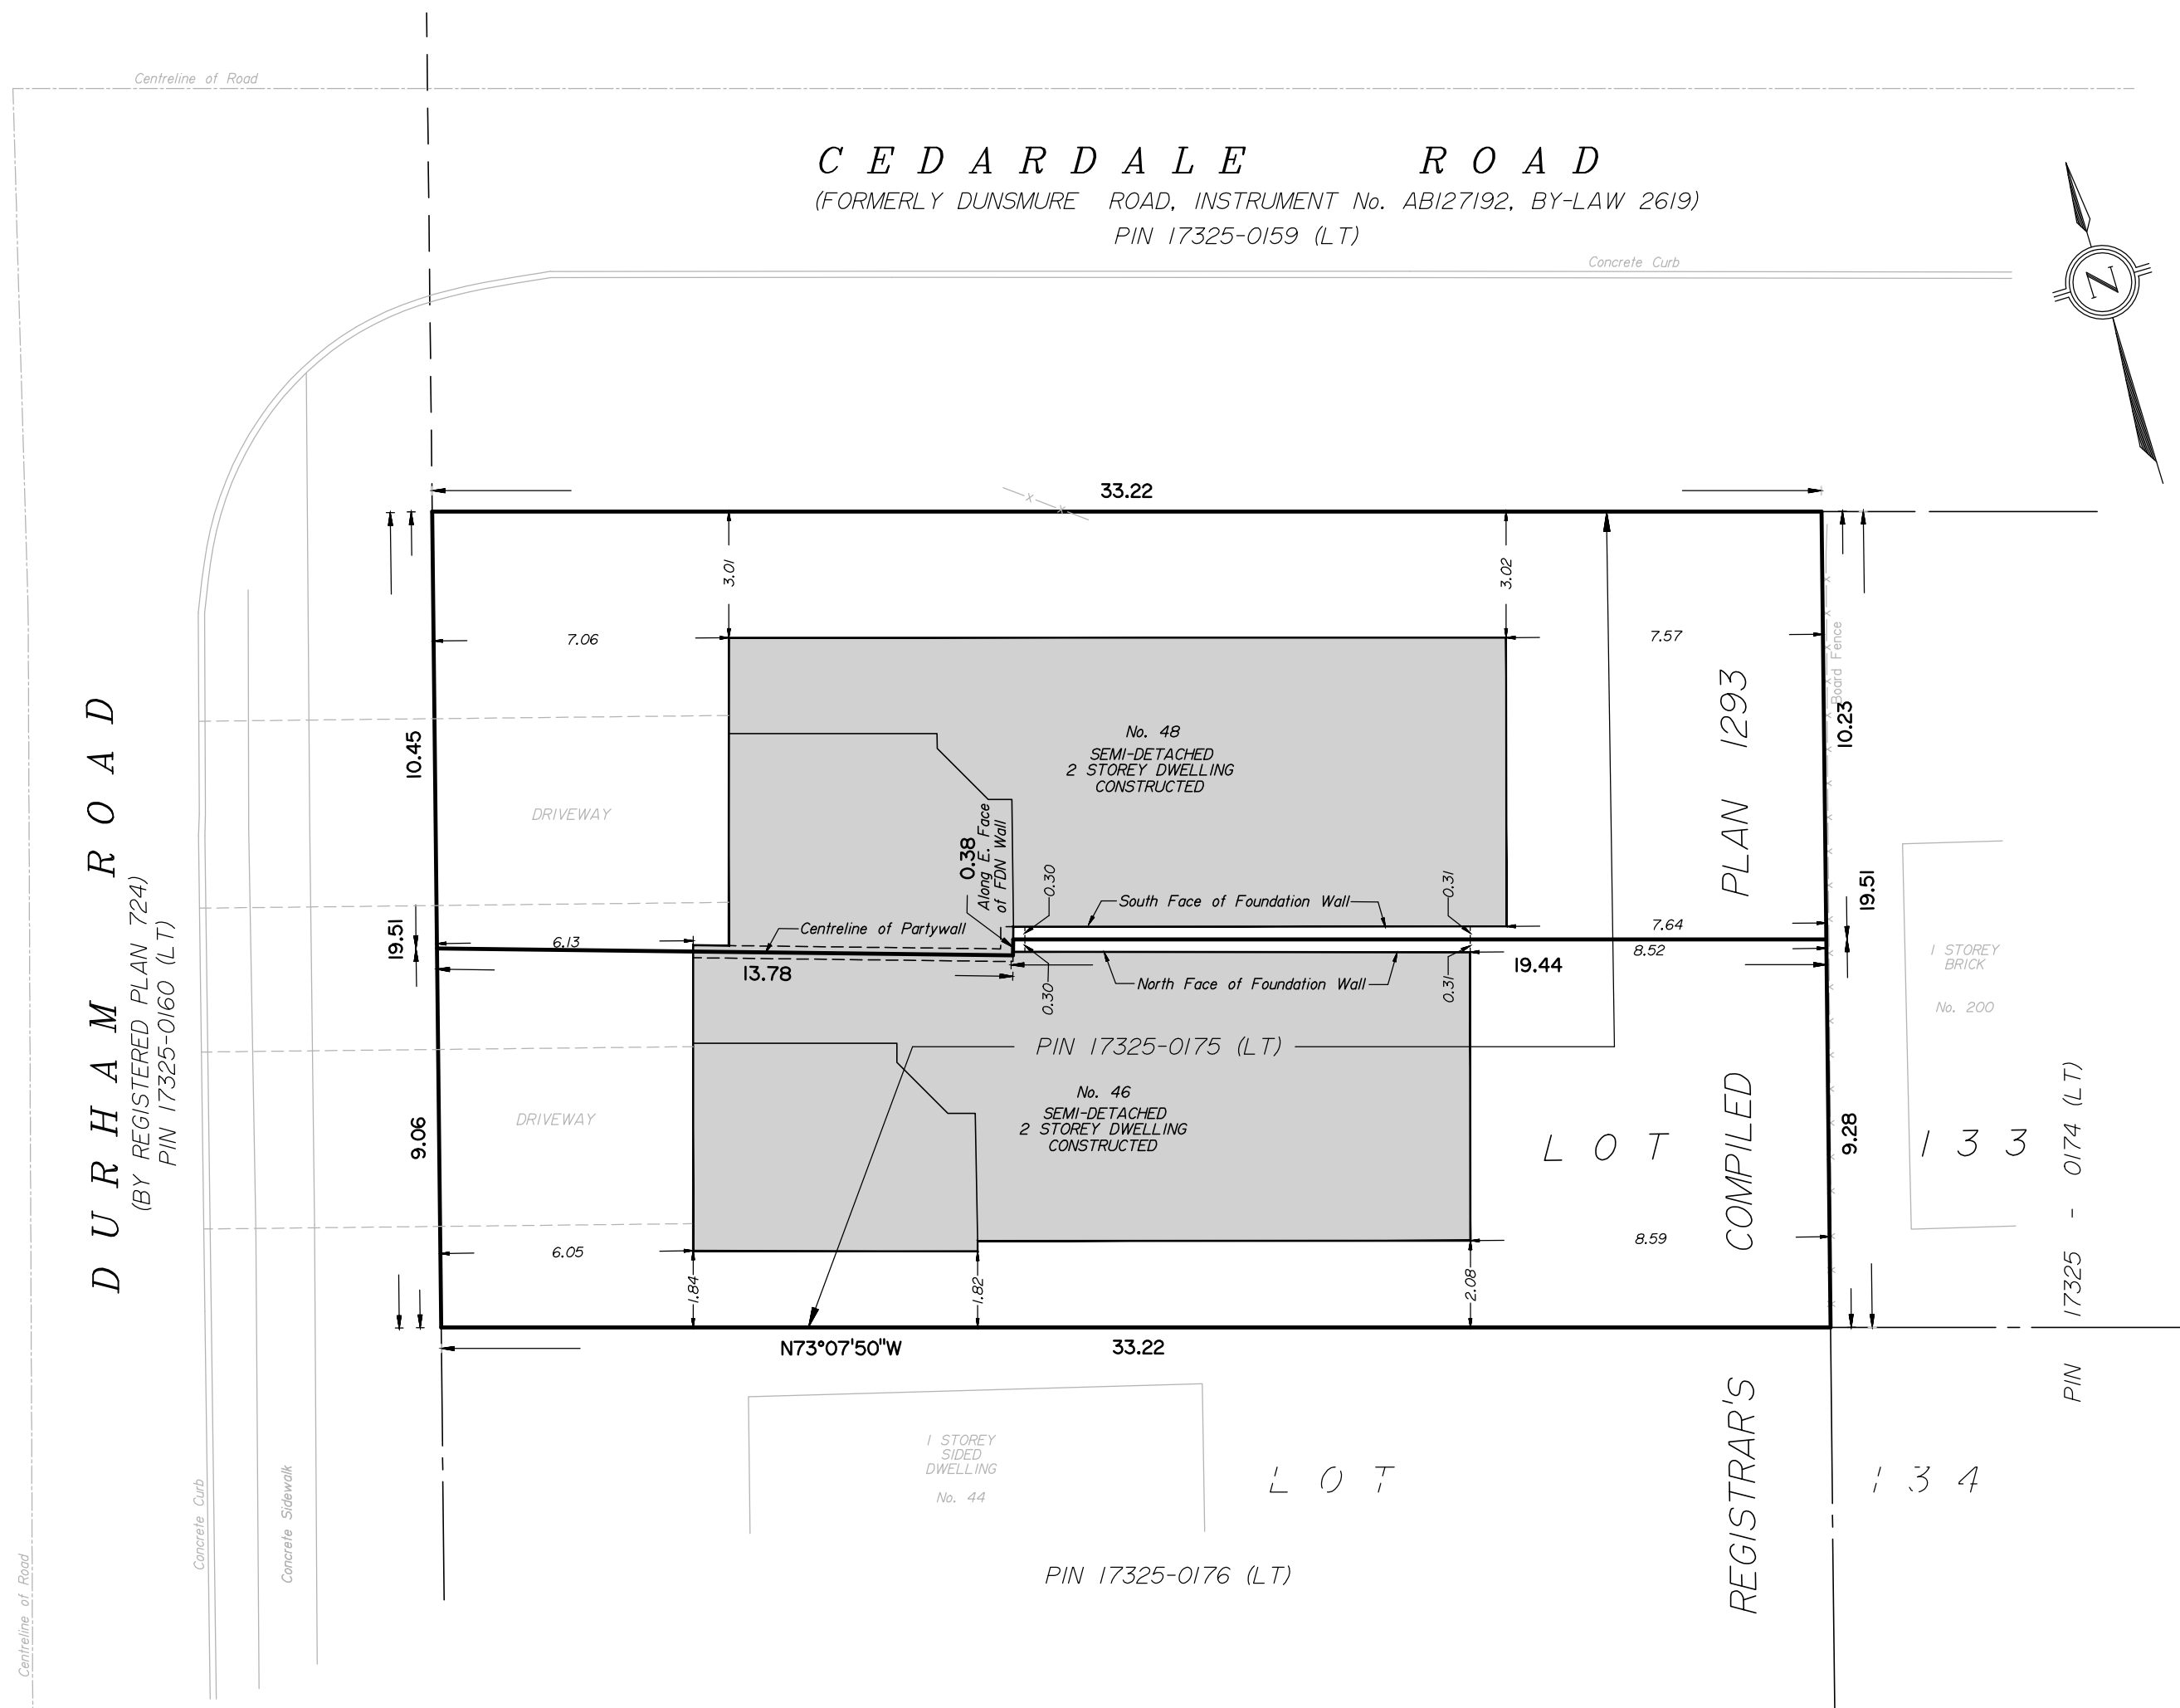 Centreline of Road
CEDARDALE ROAD
(FORMERLY DUNSMURE ROAD, INSTRUMENT No. AB127192, BY-LAW 2619)
PIN 17325-0159 (LT)
Concrete Curb
N
33.22
x
x
3.01
3.02
7.06
7.57
Board Fence
PLAN 1293
10.45
10.23
No. 48
SEMI-DETACHED
2 STOREY DWELLING
CONSTRUCTED
DRIVEWAY
0.38
Along E. Face
of FDN Wall
0.30
0.31
South Face of Foundation Wall
19.51
19.51
Centreline of Partywall
7.64
6.13
8.52
13.78
19.44
North Face of Foundation Wall
0.30
0.31
1 STOREY
BRICK
No. 200
DURHAM ROAD
(BY REGISTERED PLAN 724)
PIN 17325-0160 (LT)
PIN 17325-0175 (LT)
No. 46
SEMI-DETACHED
2 STOREY DWELLING
CONSTRUCTED
DRIVEWAY
9.06
9.28
LOT
133
COMPILED
PIN 17325 - 0174 (LT)
6.05
8.59
1.84
1.82
2.08
N73°07'50"W
33.22
REGISTRAR'S
1 STOREY
SIDED
DWELLING
No. 44
LOT
134
Concrete Curb
Concrete Sidewalk
Centreline of Road
PIN 17325-0176 (LT)